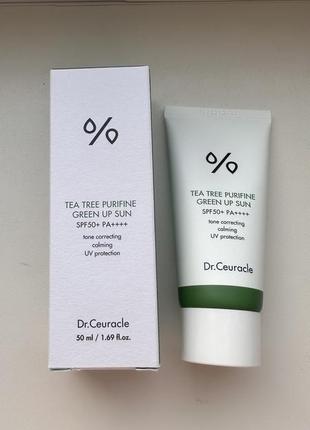 %
TEA TREE PURIFINE
GREEN UP SUN
SPF50+ PA++++
tone correcting
calming
UV protection
Dr.Ceuracle
50 ml / 1.69 fl.oz.
%
TEA TREE PURIFINE
GREEN UP SUN
SPF50+ PA++++
tone correcting
calming
UV protection
Dr.Ceuracle